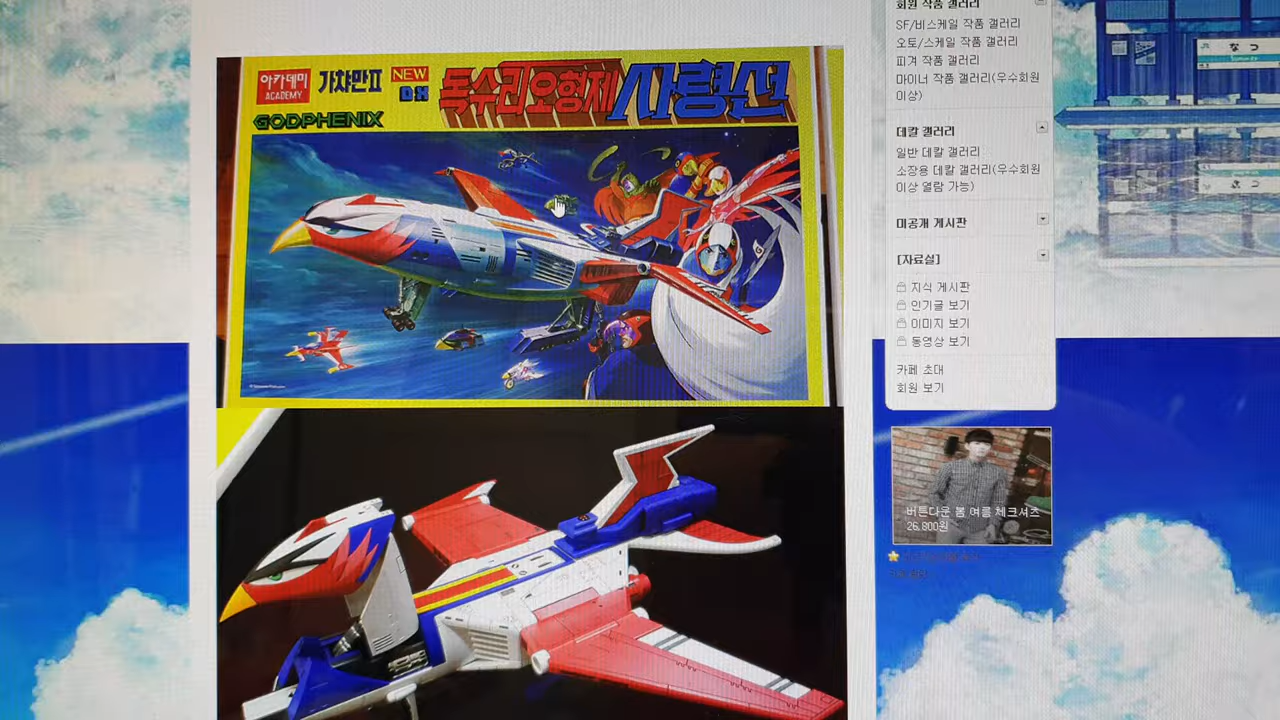 아카데미
ACADEMY
가챠만II
NEW
DX
독수리오형제사령선
GODPHENIX
회원 작품 갤러리
SF/비스케일 작품 갤러리
오토/스케일 작품 갤러리
피겨 작품 갤러리
마이너 작품 갤러리(우수회원
이상)
데칼 갤러리
일반 데칼 갤러리
소장용 데칼 갤러리(우수회원
이상 열람 가능)
미공개 게시판
[자료실]
지식 게시판
인기글 보기
이미지 보기
동영상 보기
카페 초대
회원 보기
버튼다운 봄 여름 체크셔츠
26,800원
なつ